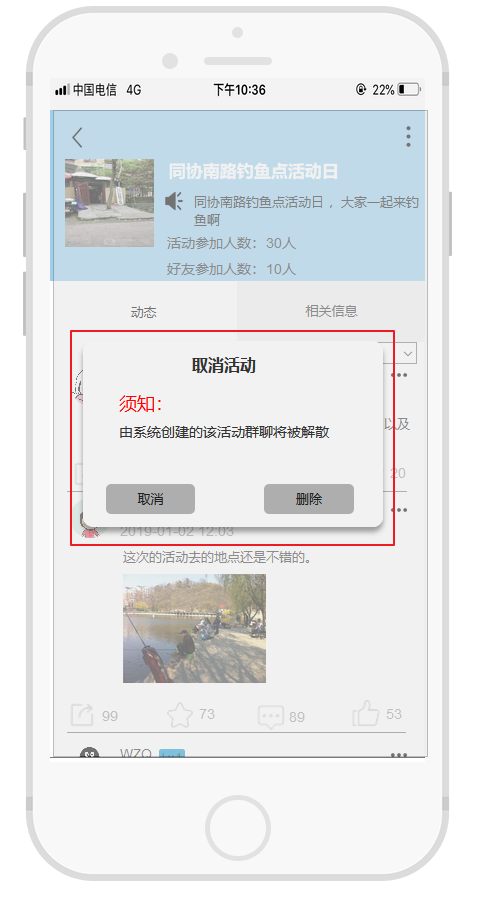 中国电信 4G 下午10:36 22%
同协南路钓鱼点活动日
同协南路钓鱼点活动日，大家一起来钓
鱼啊
活动参加人数：30人
好友参加人数：10人
动态 相关信息
取消活动
须知：
以及
由系统创建的该活动群聊将被解散
20
取消 删除
2019-01-02 12:03
这次的活动去的地点还是不错的。
99 73 89 53
WZQ